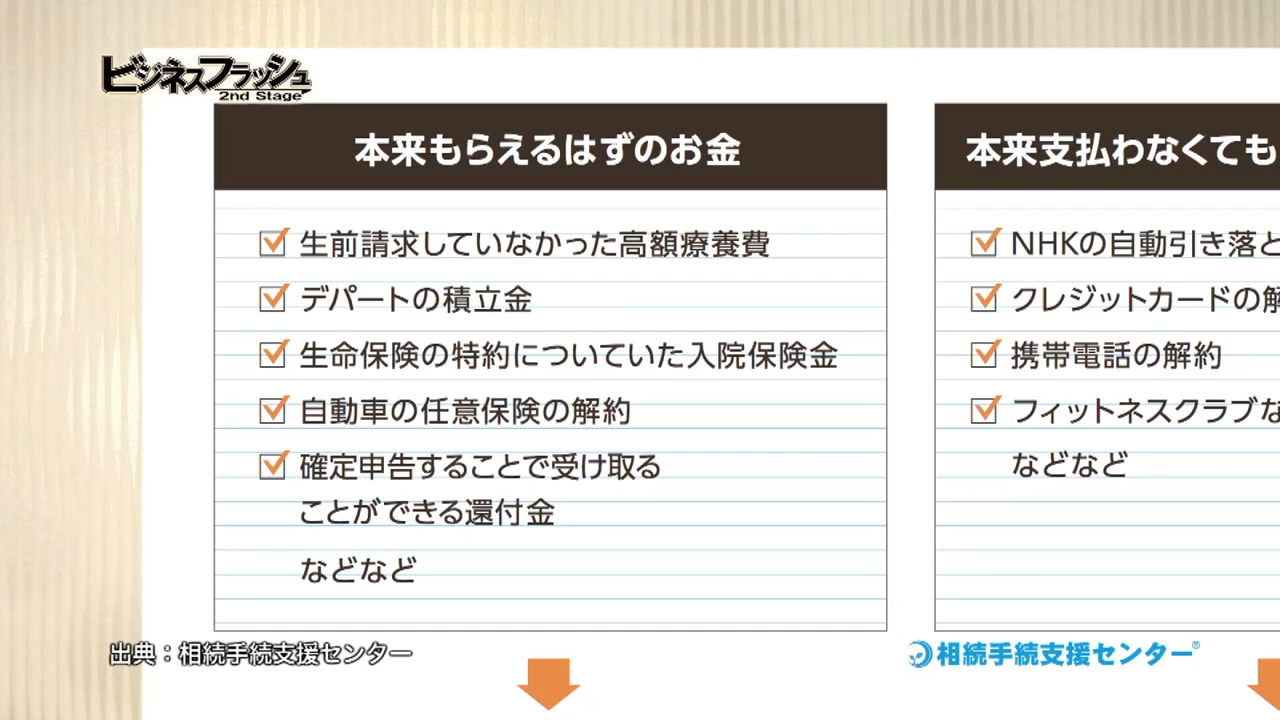 ビジネスフラッシュ
2nd Stage
本来もらえるはずのお金
生前請求していなかった高額療養費
デパートの積立金
生命保険の特約についていた入院保険金
自動車の任意保険の解約
確定申告することで受け取る
ことができる還付金
などなど
本来支払わなくても
NHKの自動引き落と
クレジットカードの解
携帯電話の解約
フィットネスクラブな
などなど
出典：相続手続支援センター
相続手続支援センター®